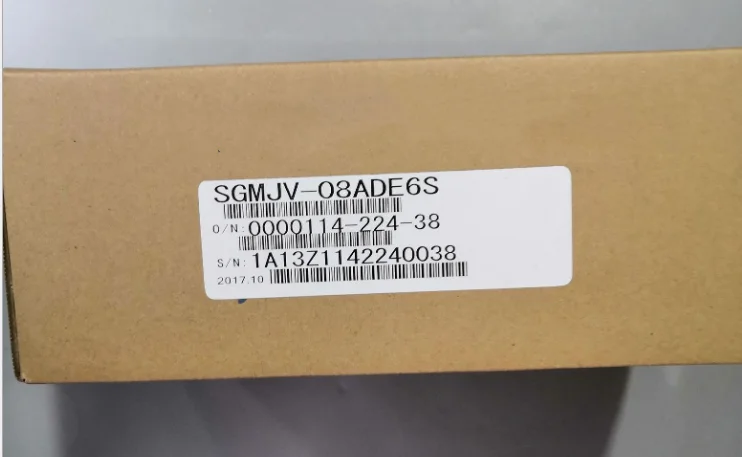 SGMJV-08ADE6S
O/N: 0000114-224-38
S/N: 1A13Z1142240038
2017.10